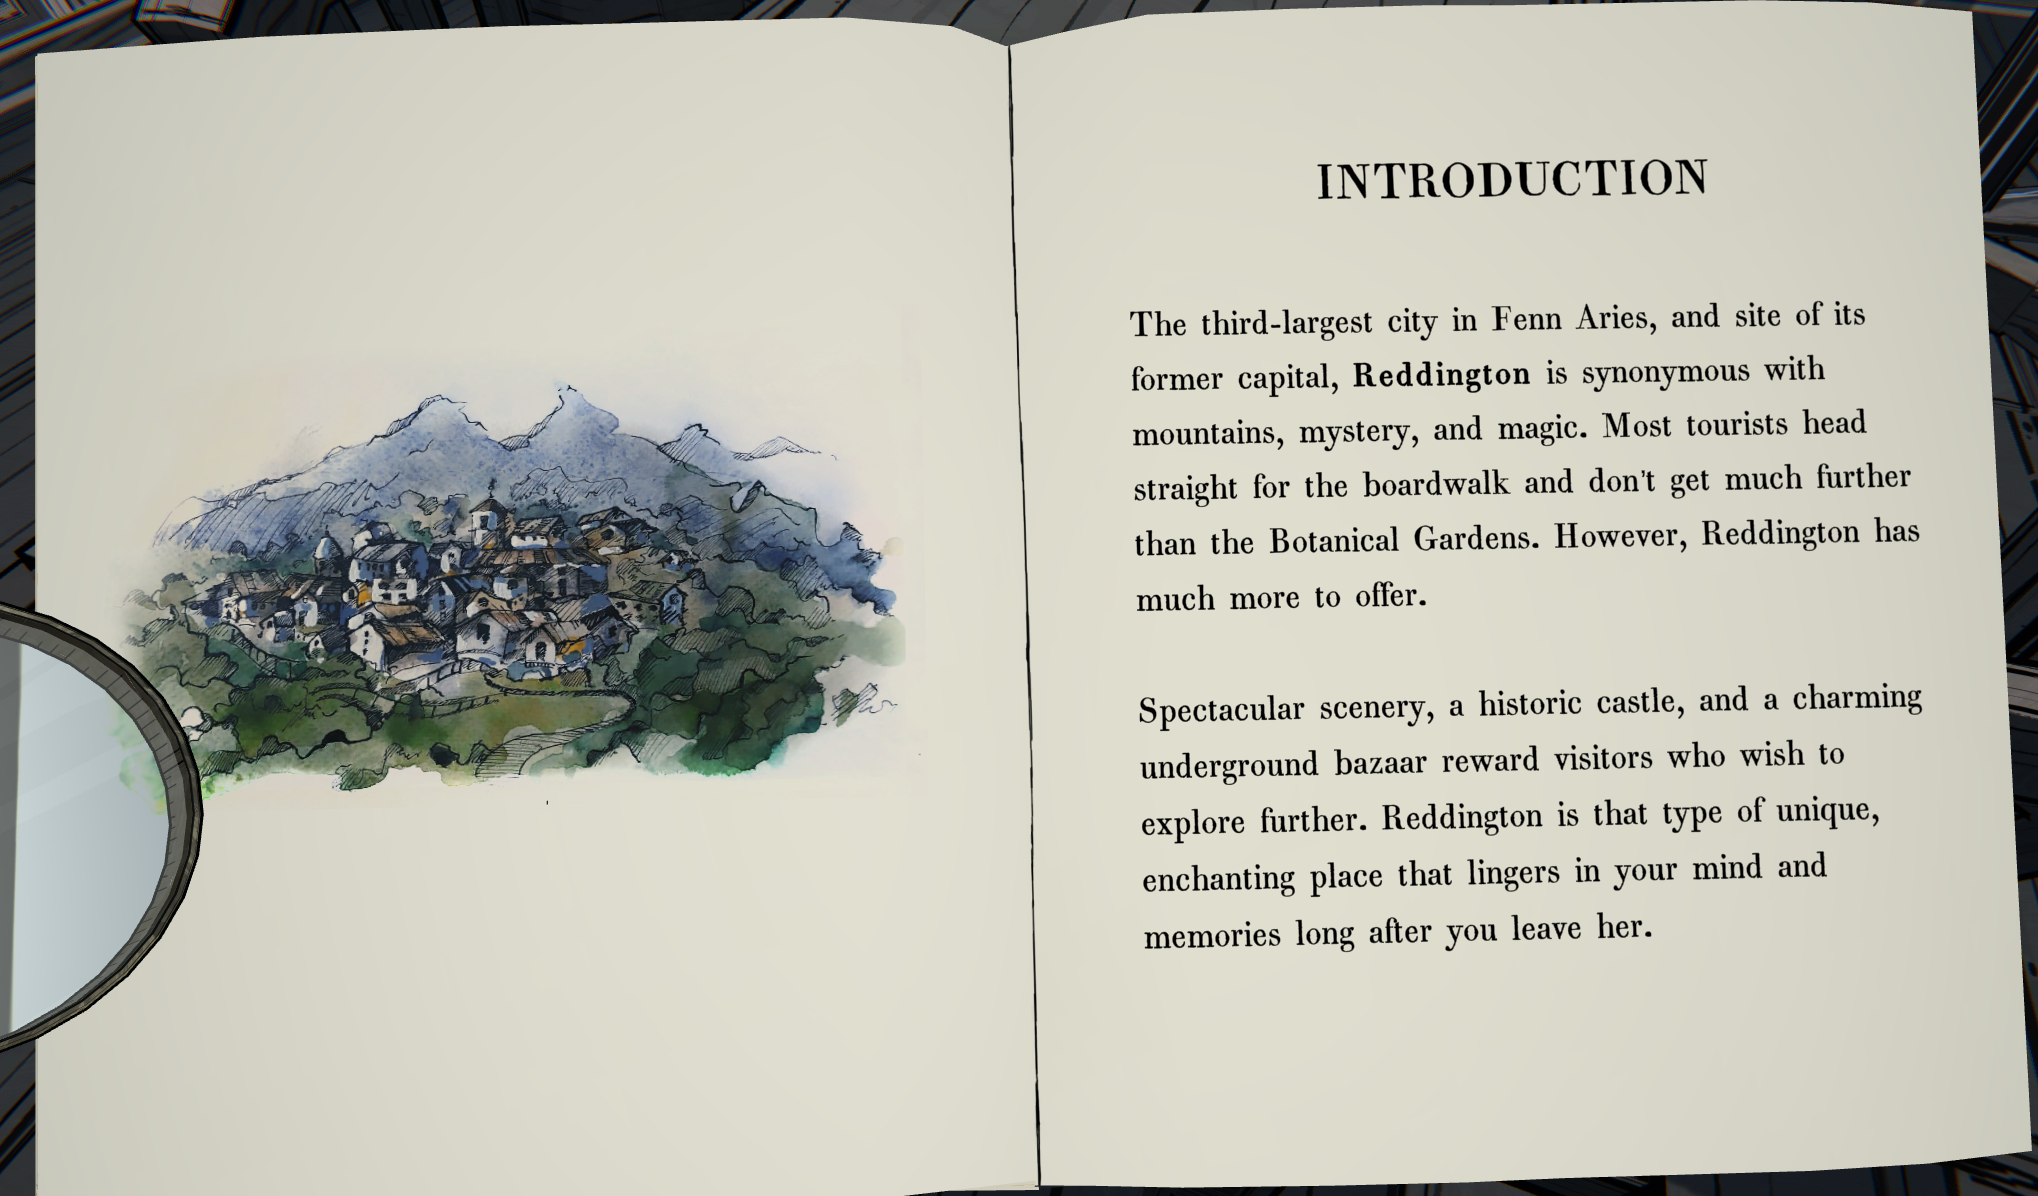 INTRODUCTION
The third-largest city in Fenn Aries, and site of its
former capital, Reddington is synonymous with
mountains, mystery, and magic. Most tourists head
straight for the boardwalk and don't get much further
than the Botanical Gardens. However, Reddington has
much more to offer.
Spectacular scenery, a historic castle, and a charming
underground bazaar reward visitors who wish to
explore further. Reddington is that type of unique,
enchanting place that lingers in your mind and
memories long after you leave her.